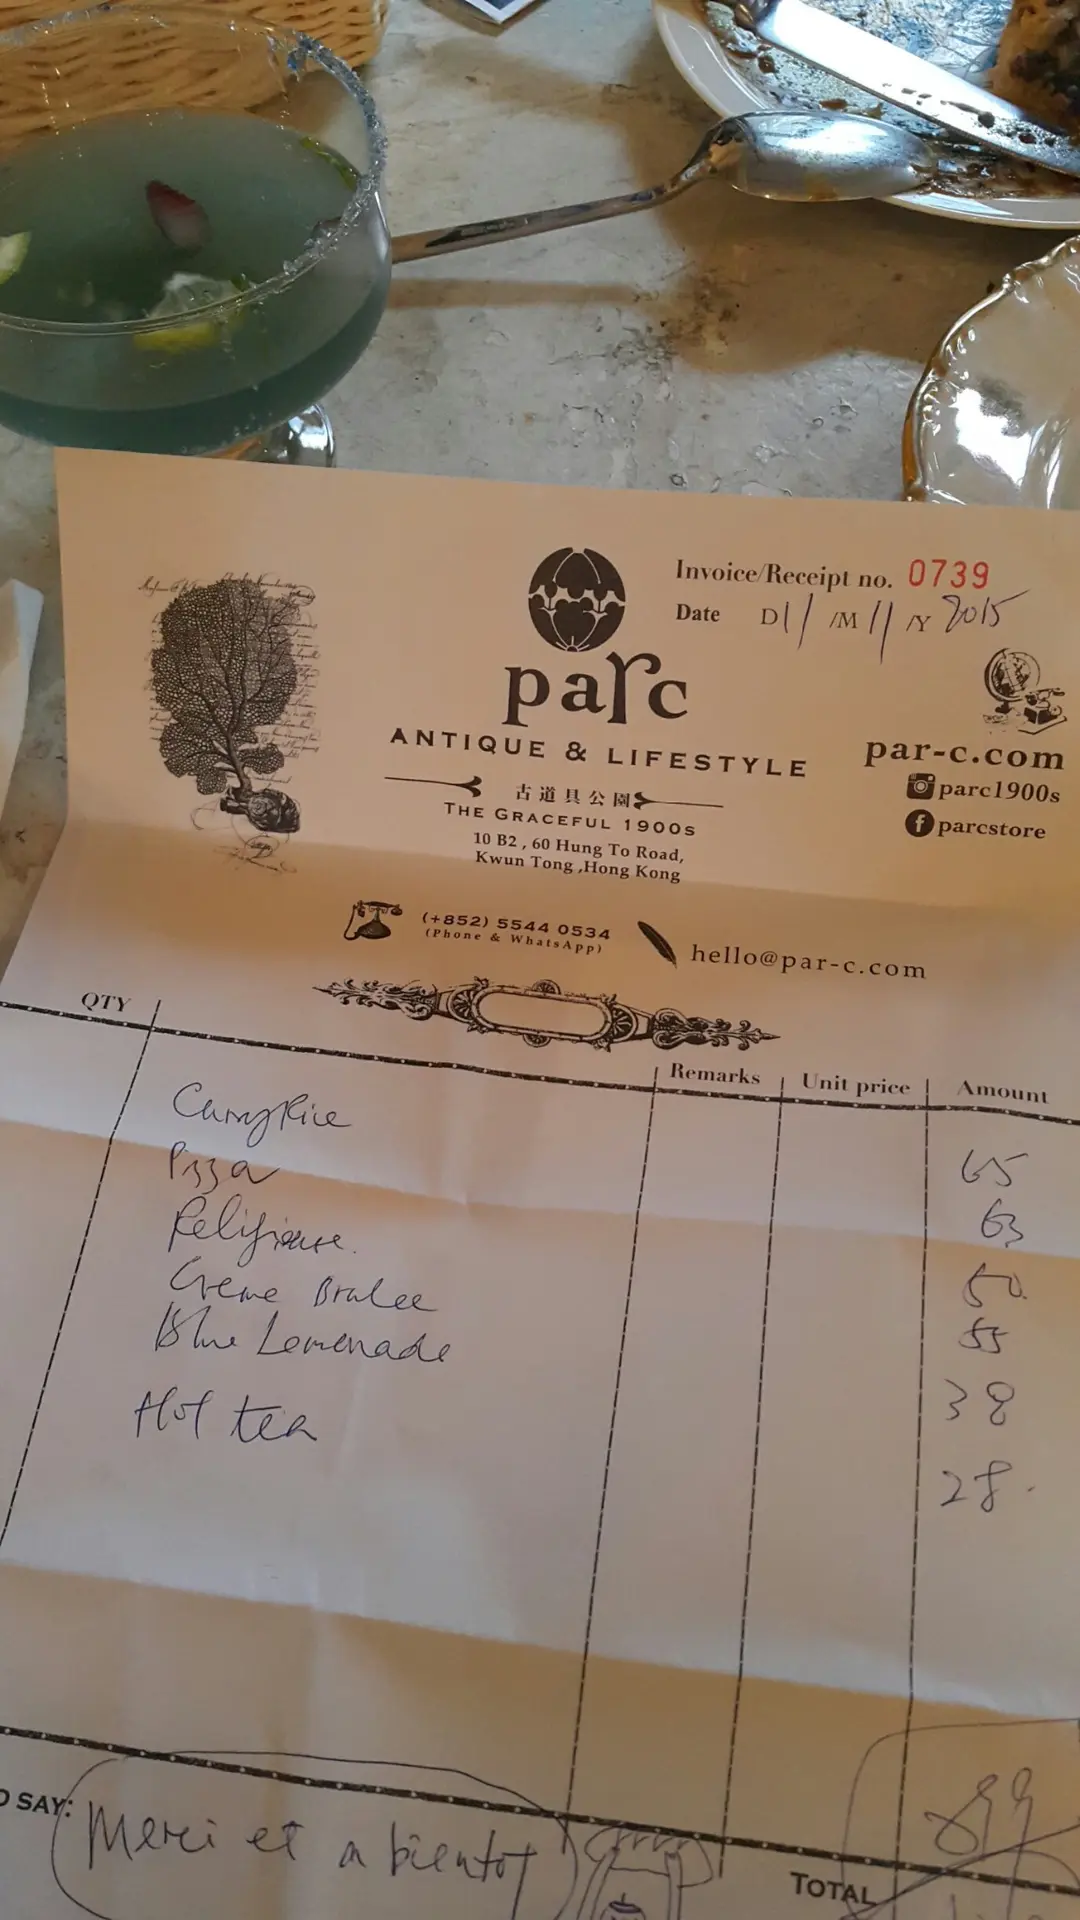 Invoice/Receipt no. 0739
Date D 1 / /M 11 /Y 2015
parc
ANTIQUE & LIFESTYLE
古道具公園
THE GRACEFUL 1900s
10 B2 , 60 Hung To Road,
Kwun Tong ,Hong Kong
par-c.com
parc1900s
parcstore
(+852) 5544 0534
(Phone & WhatsApp)
hello@par-c.com
QTY Remarks Unit price Amount
Curry Rice 65
Pizza 63
Religieuse. 50
Creme Brulee 55
Blue Lemonade 38
Hot tea 28.
O SAY: Merci et a bientot
TOTAL